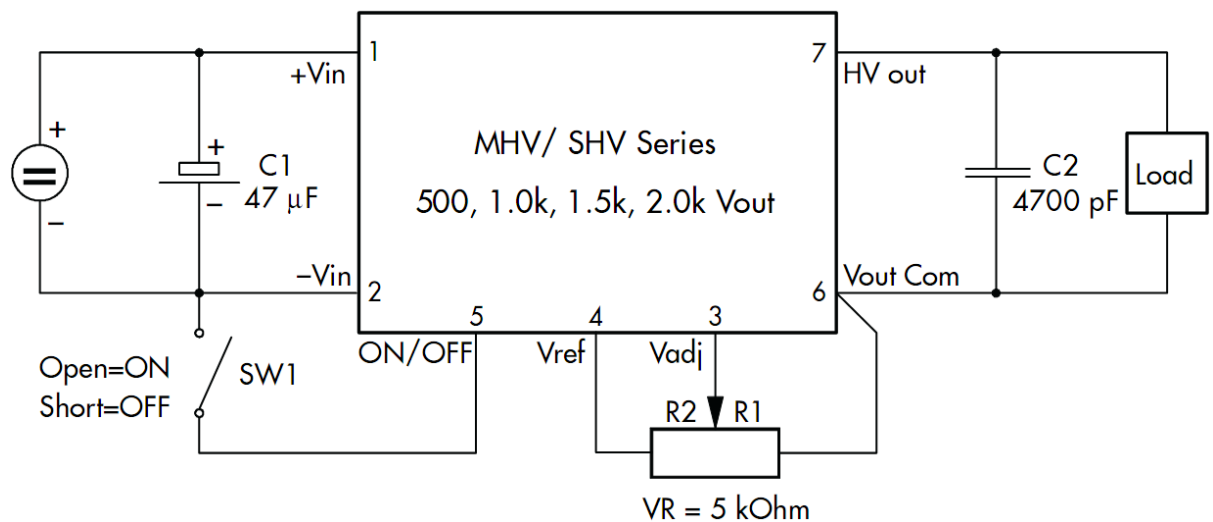 1
+Vin
+
−
+
−
C1
47 μF
−Vin
2
MHV/ SHV Series
500, 1.0k, 1.5k, 2.0k Vout
7
HV out
C2
4700 pF
Load
Vout Com
6
5
4
3
ON/OFF
Vref
Vadj
Open=ON
Short=OFF
SW1
R2
R1
VR = 5 kOhm